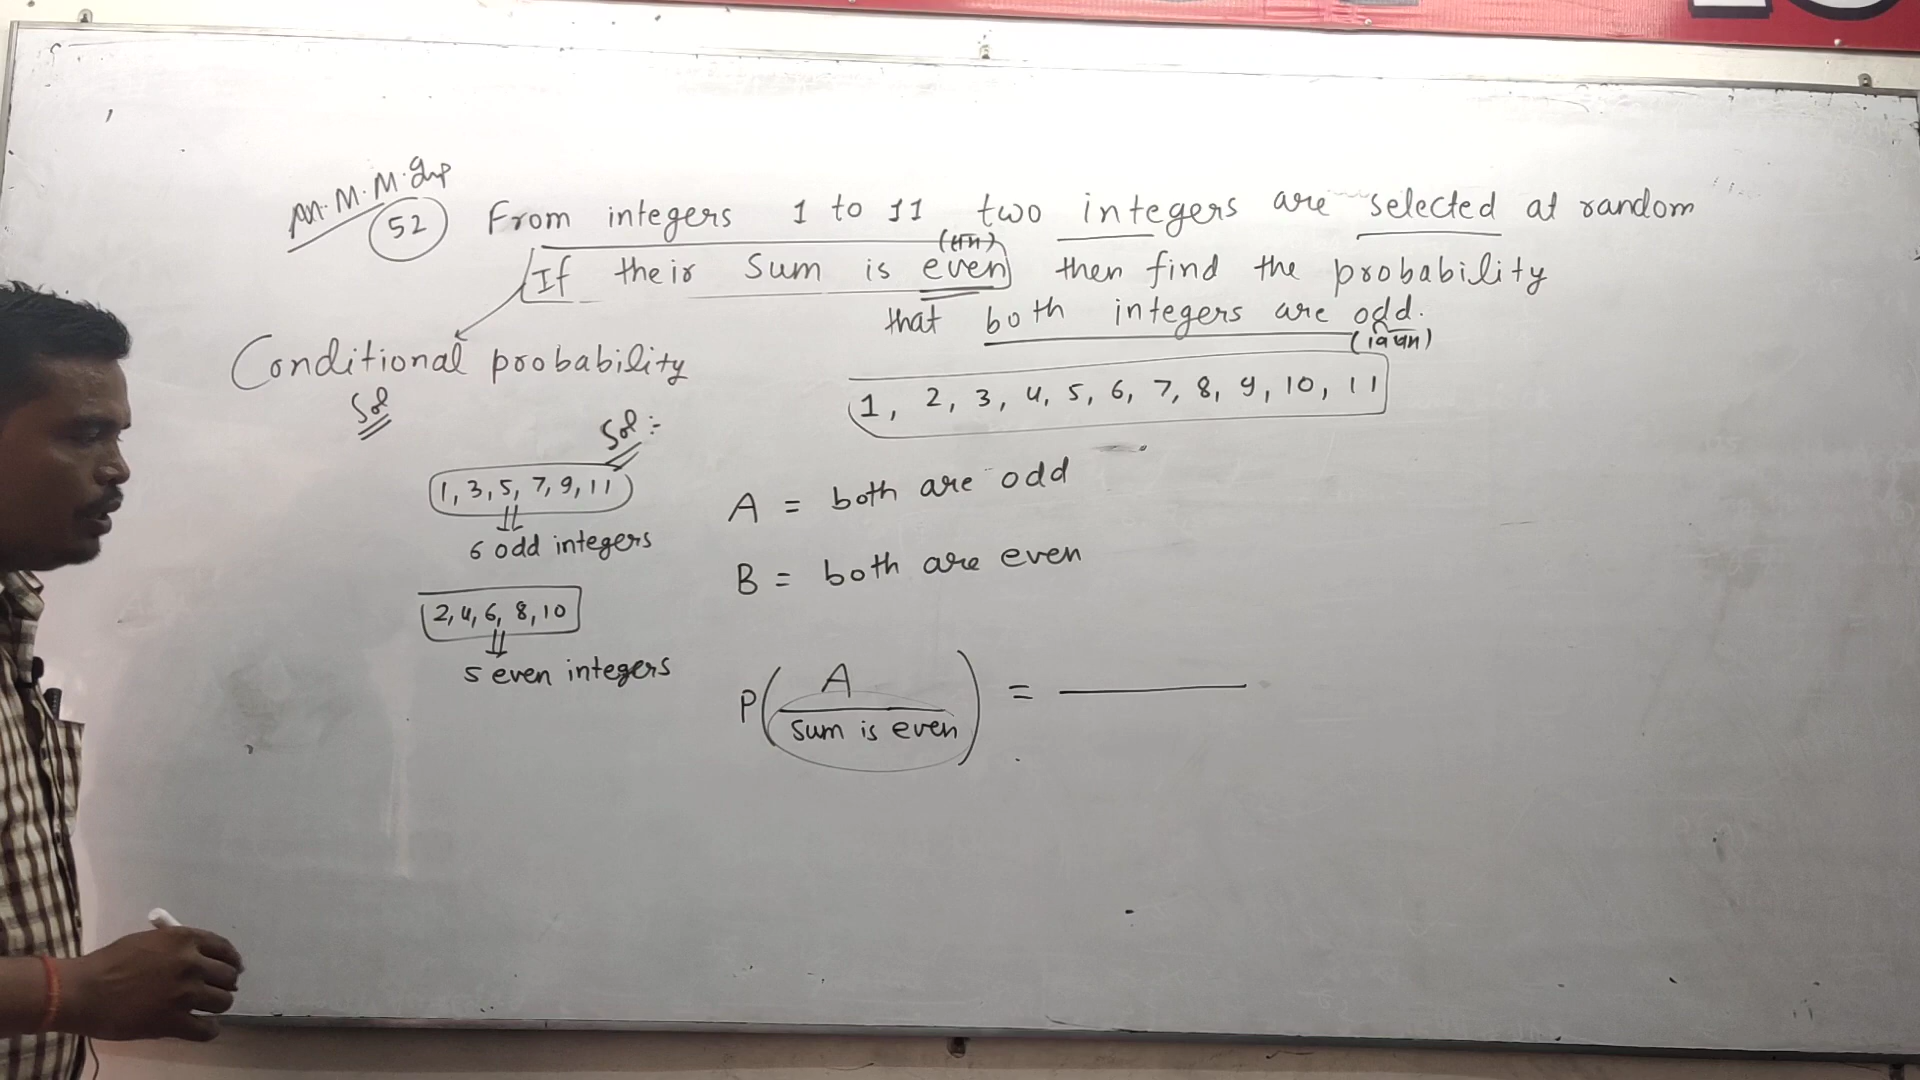 M.M.M. Imp
52 From integers 1 to 11 two integers are selected at random
(सम)
If their sum is even then find the probability
that both integers are odd.
(विषम)
Conditional probability
Sol
1, 2, 3, 4, 5, 6, 7, 8, 9, 10, 11
Sol :-
1, 3, 5, 7, 9, 11
6 odd integers
A = both are odd
B = both are even
2, 4, 6, 8, 10
5 even integers
P(A / sum is even) =